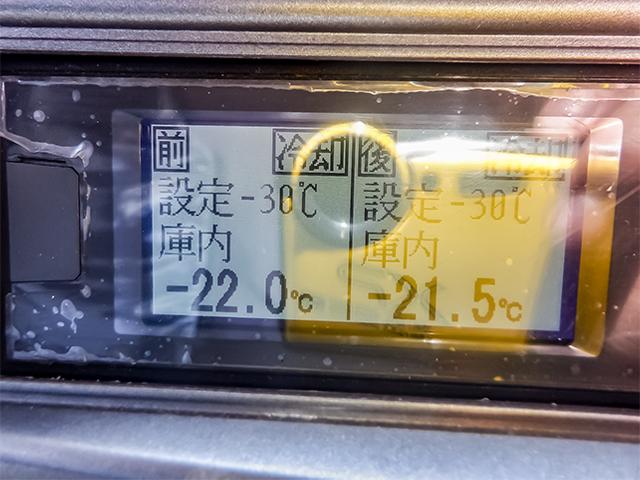 前 冷却
設定-30℃
庫内
-22.0℃
後 冷却
設定-30℃
庫内
-21.5℃